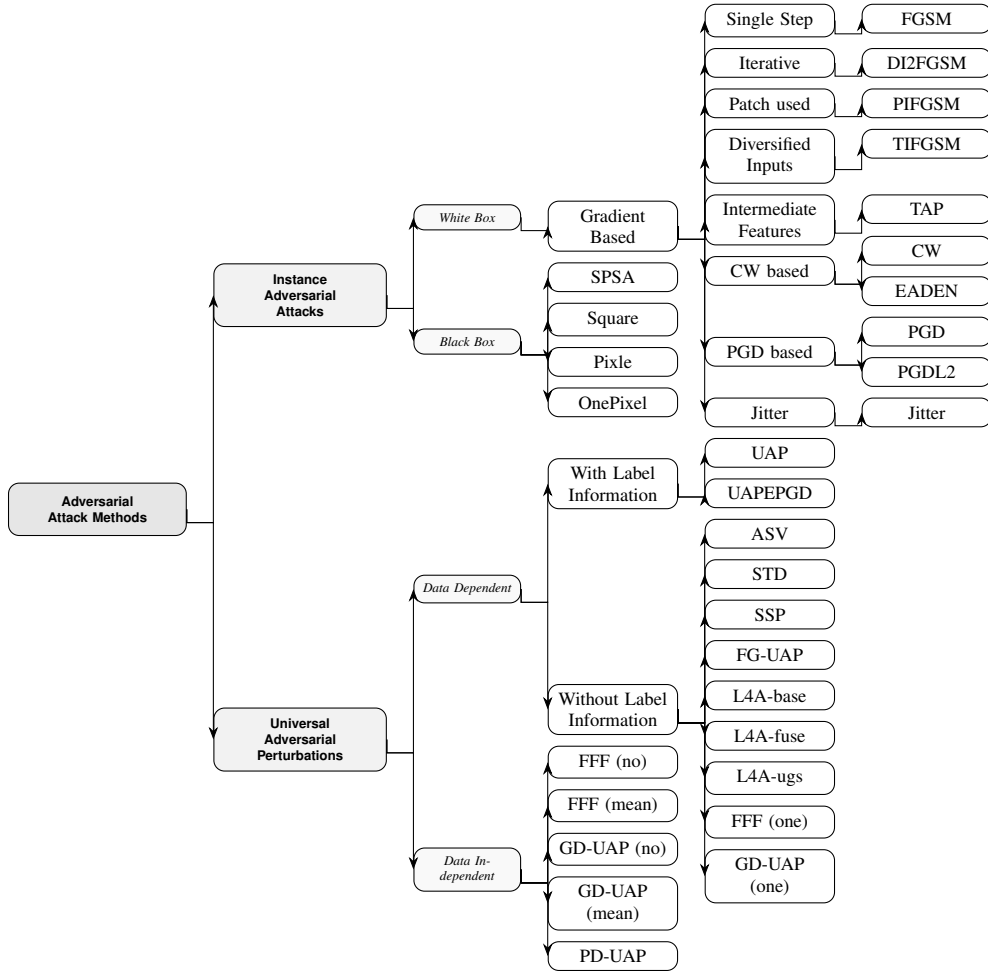 Adversarial
Attack Methods
Instance
Adversarial
Attacks
White Box
Gradient
Based
Single Step
FGSM
Iterative
DI2FGSM
Patch used
PIFGSM
Diversified
Inputs
TIFGSM
Intermediate
Features
TAP
CW based
CW
EADEN
PGD based
PGD
PGDL2
Jitter
Jitter
Black Box
SPSA
Square
Pixle
OnePixel
Universal
Adversarial
Perturbations
Data Dependent
With Label
Information
UAP
UAPEPGD
Without Label
Information
ASV
STD
SSP
FG-UAP
L4A-base
L4A-fuse
L4A-ugs
FFF (one)
GD-UAP
(one)
Data In-
dependent
FFF (no)
FFF (mean)
GD-UAP (no)
GD-UAP
(mean)
PD-UAP